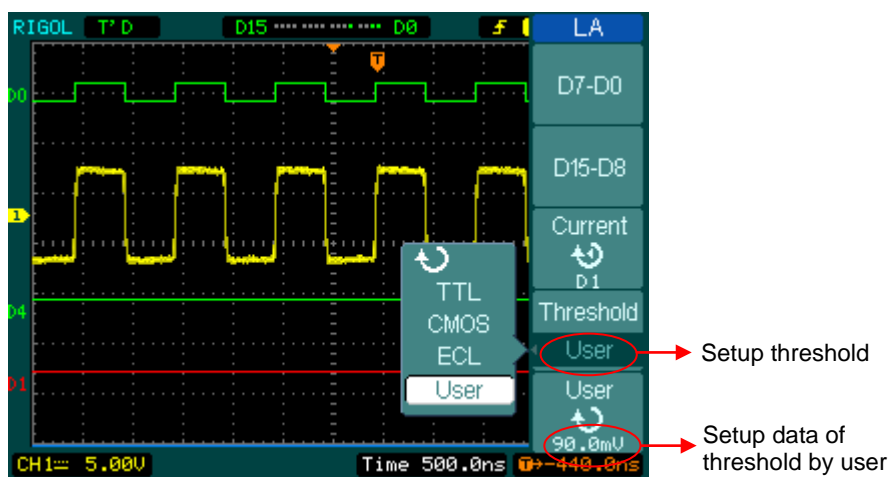 RIGOL T'D D15 D0 LA
D7-D0
D0
D15-D8
1
Current
D1
TTL
CMOS
ECL
User
Threshold
User
D4
D1
User
90.0mV
CH1 5.00V Time 500.0ns T→-440.0ns
T
Setup threshold
Setup data of
threshold by user